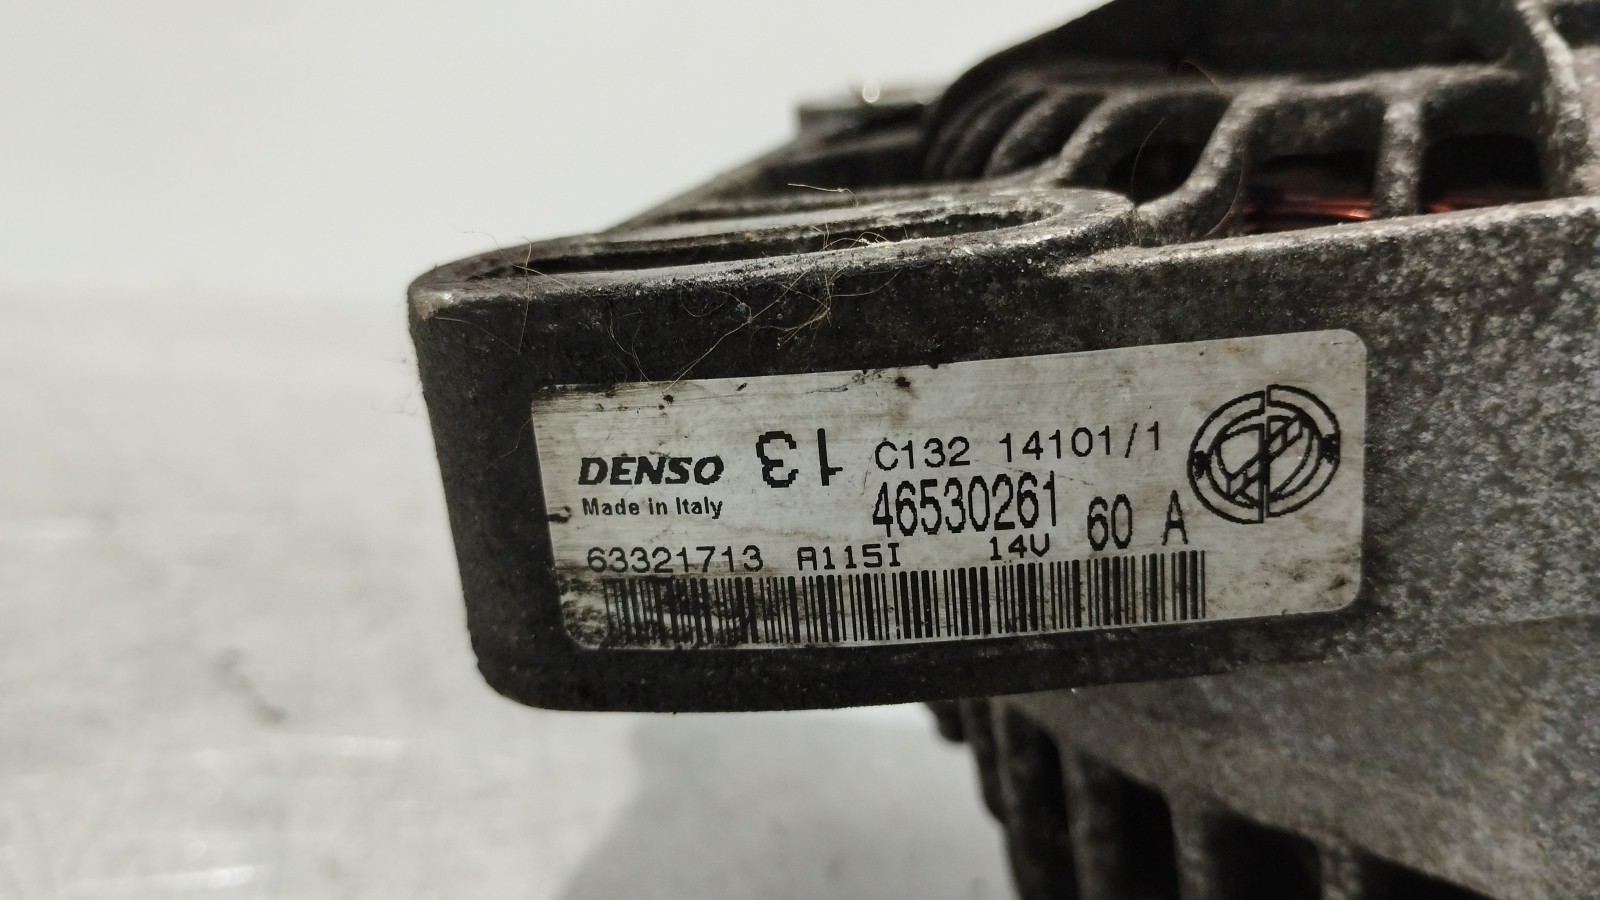 DENSO 13 C132 14101/1
Made in Italy 46530261 60 A
63321713 A115I 14V